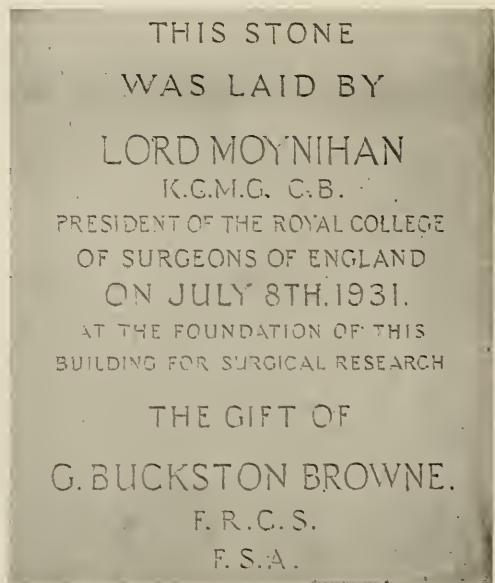 THIS STONE
WAS LAID BY
LORD MOYNIHAN
K.C.M.G. C.B.
PRESIDENT OF THE ROYAL COLLEGE
OF SURGEONS OF ENGLAND
ON JULY 8TH.1931.
AT THE FOUNDATION OF THIS
BUILDING FOR SURGICAL RESEARCH
THE GIFT OF
G. BUCKSTON BROWNE.
F.R.C.S.
F.S.A.